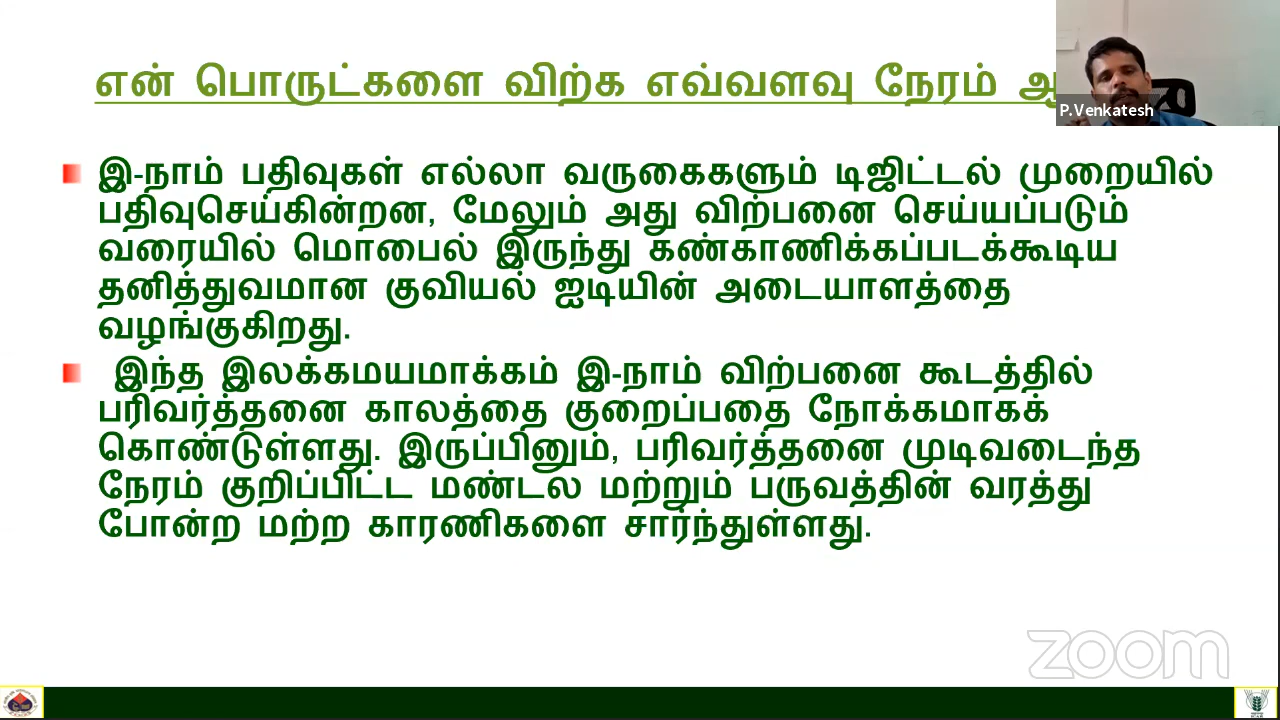 என் பொருட்களை விற்க எவ்வளவு நேரம்
P.Venkatesh
இ-நாம் பதிவுகள் எல்லா வருகைகளும் டிஜிட்டல் முறையில்
பதிவுசெய்கின்றன, மேலும் அது விற்பனை செய்யப்படும்
வரையில் மொபைல் இருந்து கண்காணிக்கப்படக்கூடிய
தனித்துவமான குவியல் ஐடியின் அடையாளத்தை
வழங்குகிறது.
இந்த இலக்கமயமாக்கம் இ-நாம் விற்பனை கூடத்தில்
பரிவர்த்தனை காலத்தை குறைப்பதை நோக்கமாகக்
கொண்டுள்ளது. இருப்பினும், பரிவர்த்தனை முடிவடைந்த
நேரம் குறிப்பிட்ட மண்டல மற்றும் பருவத்தின் வரத்து
போன்ற மற்ற காரணிகளை சார்ந்துள்ளது.
zoom